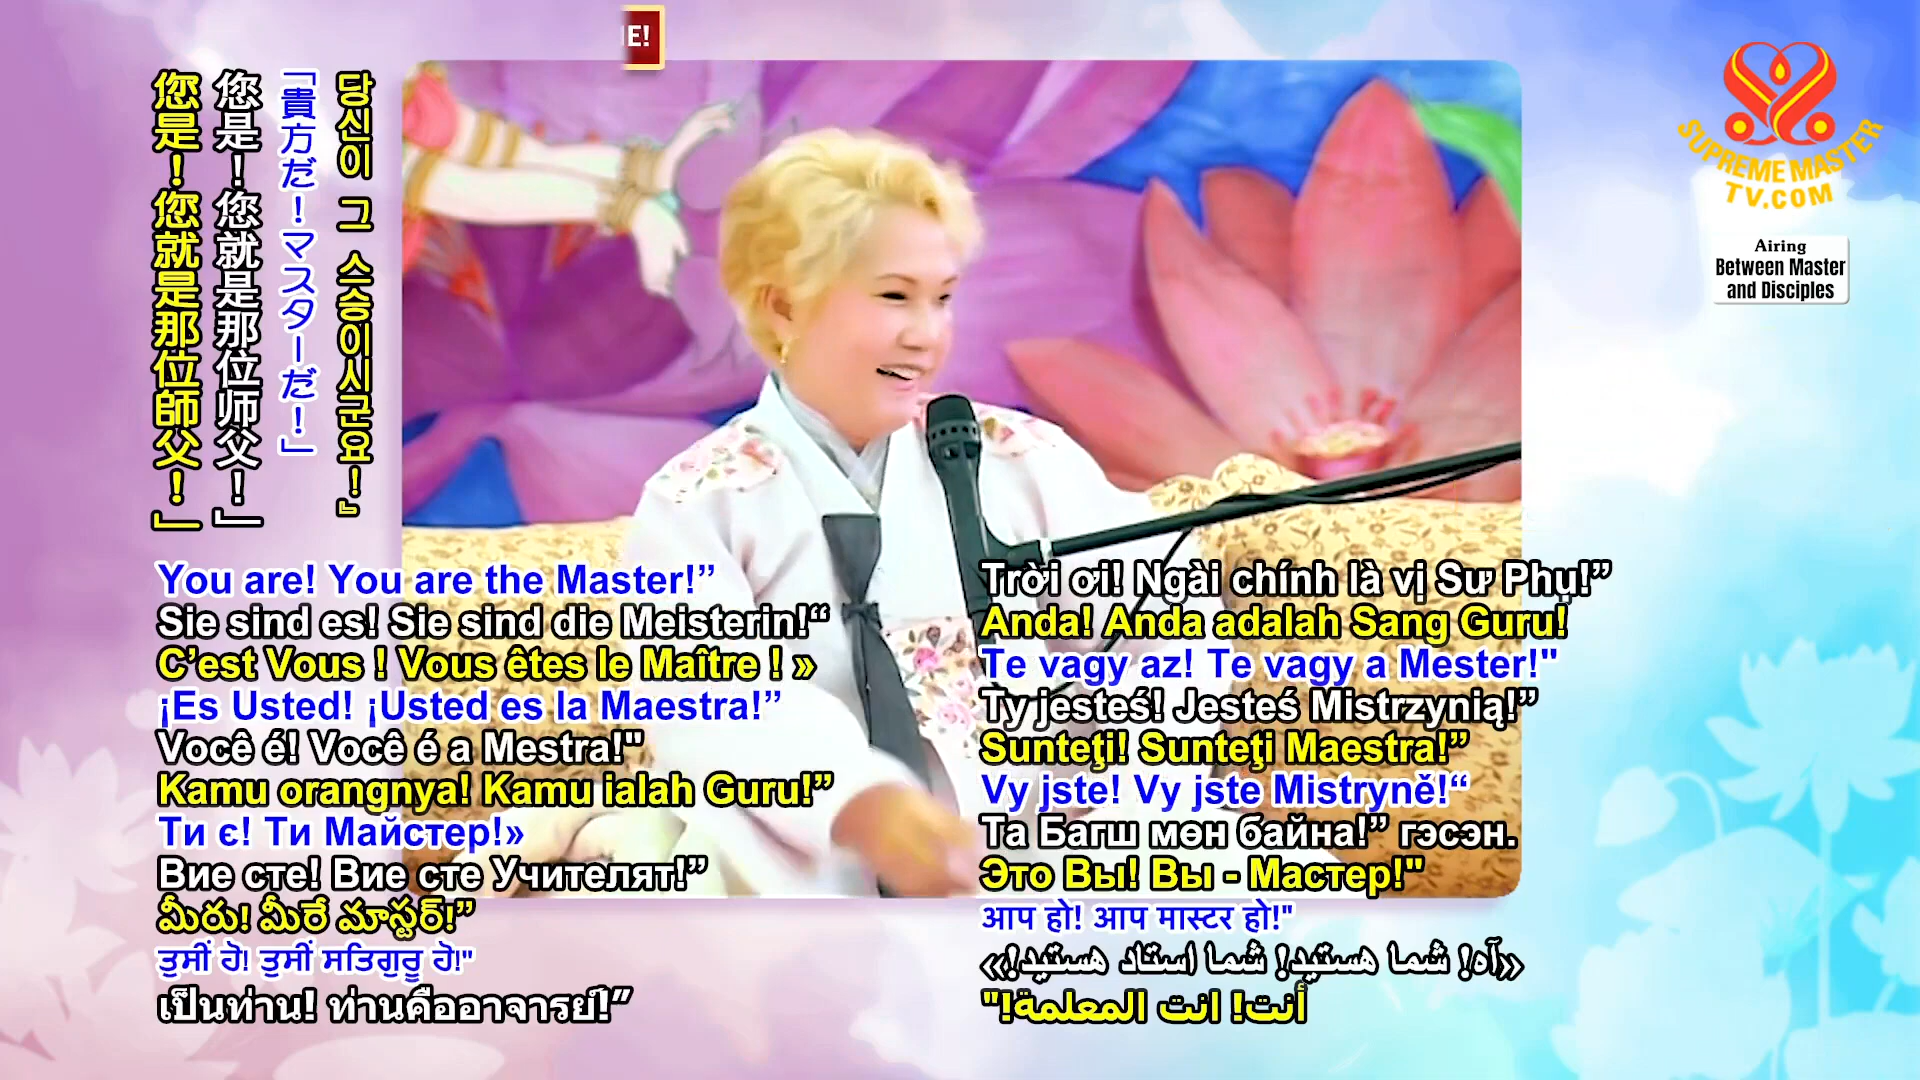 E!
SUPREME MASTER
TV.COM
Airing
Between Master
and Disciples
당신이 그 스승이시군요!』
「貴方だ!マスターだ!」
您是!您就是那位师父!」
您是!您就是那位師父!」
You are! You are the Master!”
Sie sind es! Sie sind die Meisterin!“
C’est Vous ! Vous êtes le Maître ! »
¡Es Usted! ¡Usted es la Maestra!”
Você é! Você é a Mestra!"
Kamu orangnya! Kamu ialah Guru!”
Ти є! Ти Майстер!»
Вие сте! Вие сте Учителят!”
మీరు! మీరే మాస్టర్!”
ਤੁਸੀਂ ਹੋ! ਤੁਸੀਂ ਸਤਿਗੁਰੂ ਹੋ!"
เป็นท่าน! ท่านคืออาจารย์!”
Trời ơi! Ngài chính là vị Sư Phụ!”
Anda! Anda adalah Sang Guru!
Te vagy az! Te vagy a Mester!"
Ty jesteś! Jesteś Mistrzynią!”
Sunteţi! Sunteţi Maestra!”
Vy jste! Vy jste Mistryně!“
Та Багш мөн байна!” гэсэн.
Это Вы! Вы - Мастер!"
आप हो! आप मास्टर हो!"
«آه! شما هستید! شما استاد هستید!»
أنت! انت المعلمة!"